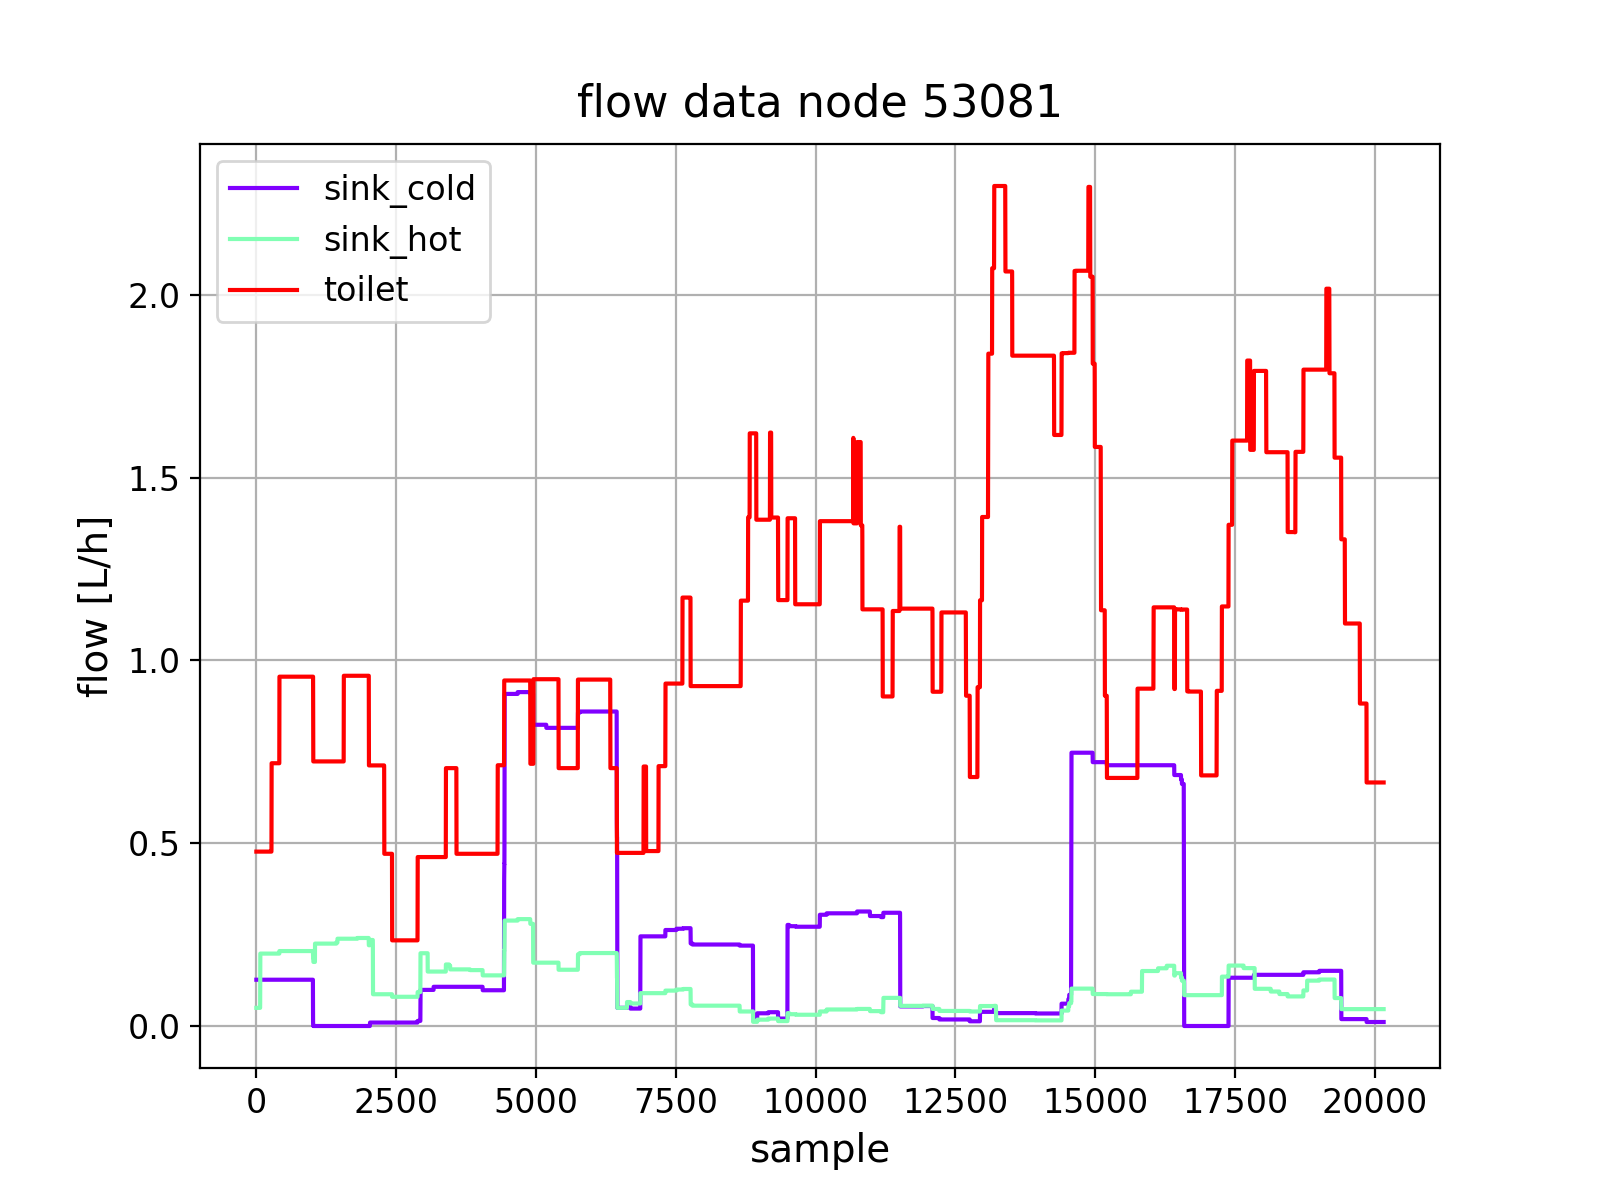 flow data node 53081
sink_cold
sink_hot
toilet
2.0
1.5
1.0
0.5
0.0
flow [L/h]
0 2500 5000 7500 10000 12500 15000 17500 20000
sample